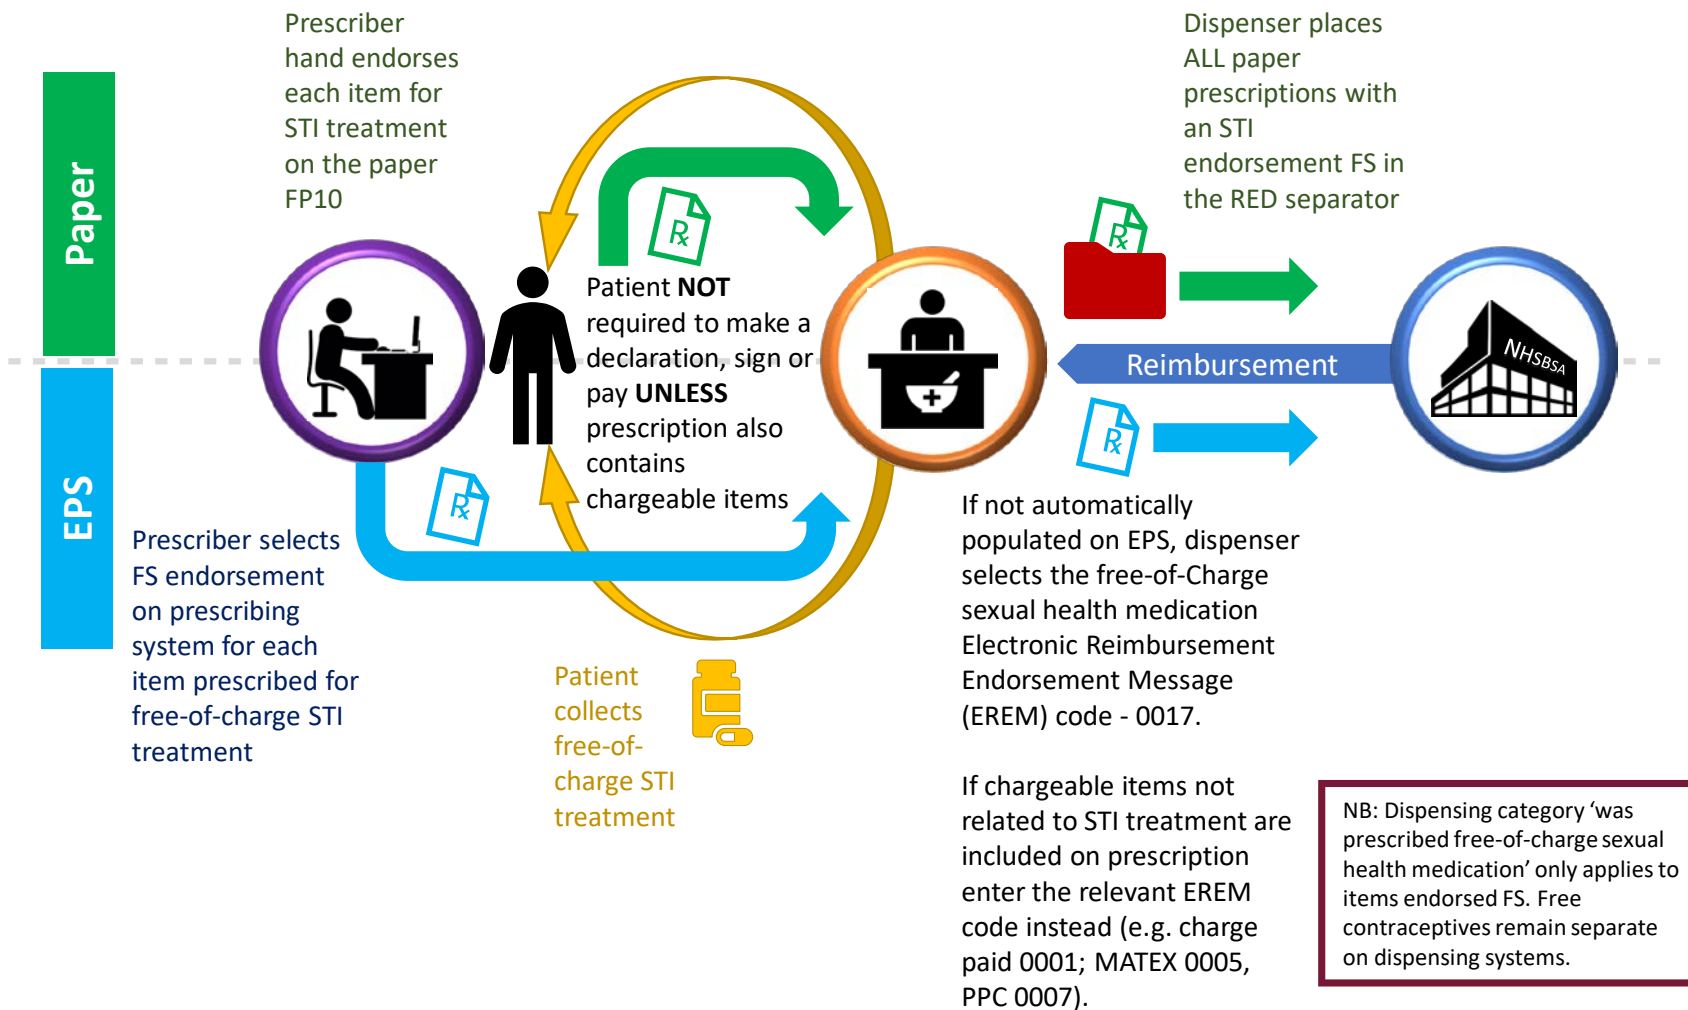 Prescriber
hand endorses
each item for
STI treatment
on the paper
FP10
Dispenser places
ALL paper
prescriptions with
an STI
endorsement FS in
the RED separator
Paper
Rx
Rx
Patient NOT
required to make a
declaration, sign or
pay UNLESS
prescription also
contains
chargeable items
Reimbursement
NHSBSA
EPS
Rx
Rx
Prescriber selects
FS endorsement
on prescribing
system for each
item prescribed for
free-of-charge STI
treatment
Patient
collects
free-of-
charge STI
treatment
If not automatically
populated on EPS, dispenser
selects the free-of-Charge
sexual health medication
Electronic Reimbursement
Endorsement Message
(EREM) code - 0017.
If chargeable items not
related to STI treatment are
included on prescription
enter the relevant EREM
code instead (e.g. charge
paid 0001; MATEX 0005,
PPC 0007).
NB: Dispensing category ‘was
prescribed free-of-charge sexual
health medication’ only applies to
items endorsed FS. Free
contraceptives remain separate
on dispensing systems.